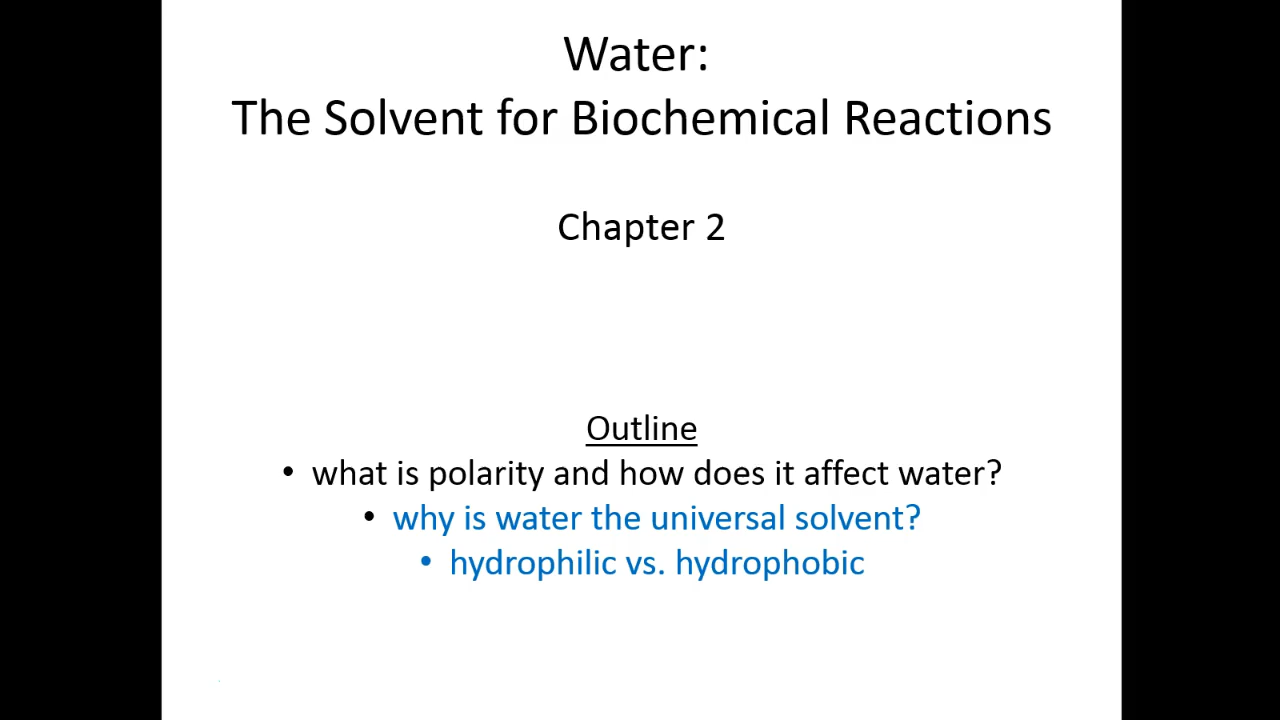 Water:
The Solvent for Biochemical Reactions
Chapter 2
Outline
• what is polarity and how does it affect water?
• why is water the universal solvent?
• hydrophilic vs. hydrophobic